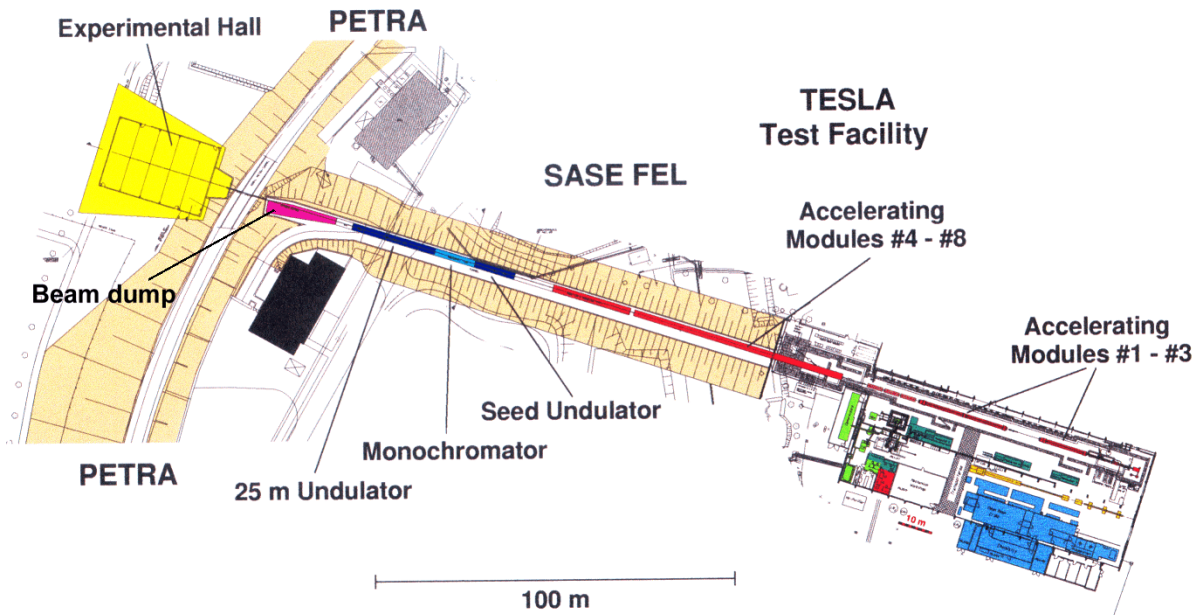 PETRA
Experimental Hall
TESLA
Test Facility
SASE FEL
Accelerating
Modules #4 - #8
Beam dump
Accelerating
Modules #1 - #3
Seed Undulator
Monochromator
PETRA
25 m Undulator
10 m
100 m